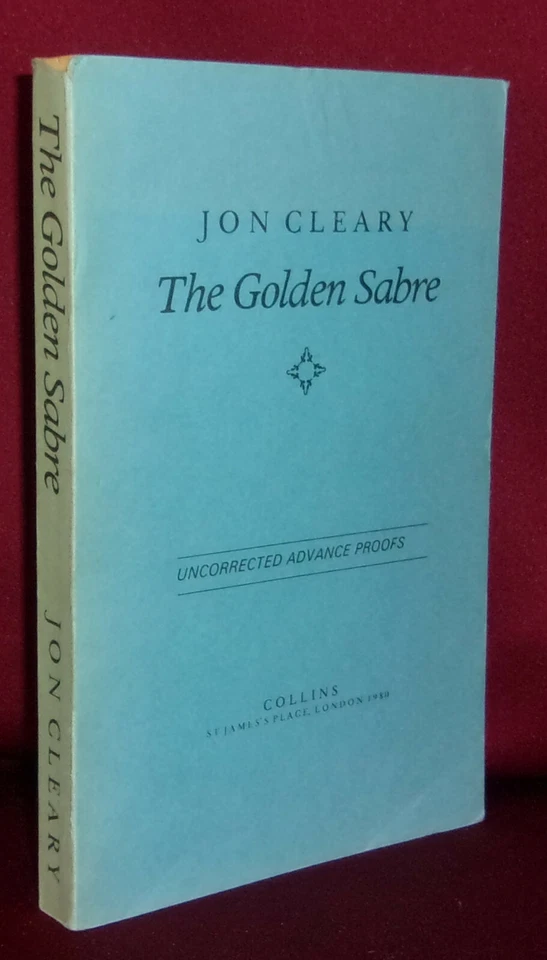 The Golden Sabre
JON CLEARY
JON CLEARY
The Golden Sabre
UNCORRECTED ADVANCE PROOFS
COLLINS
ST JAMES'S PLACE, LONDON 1980